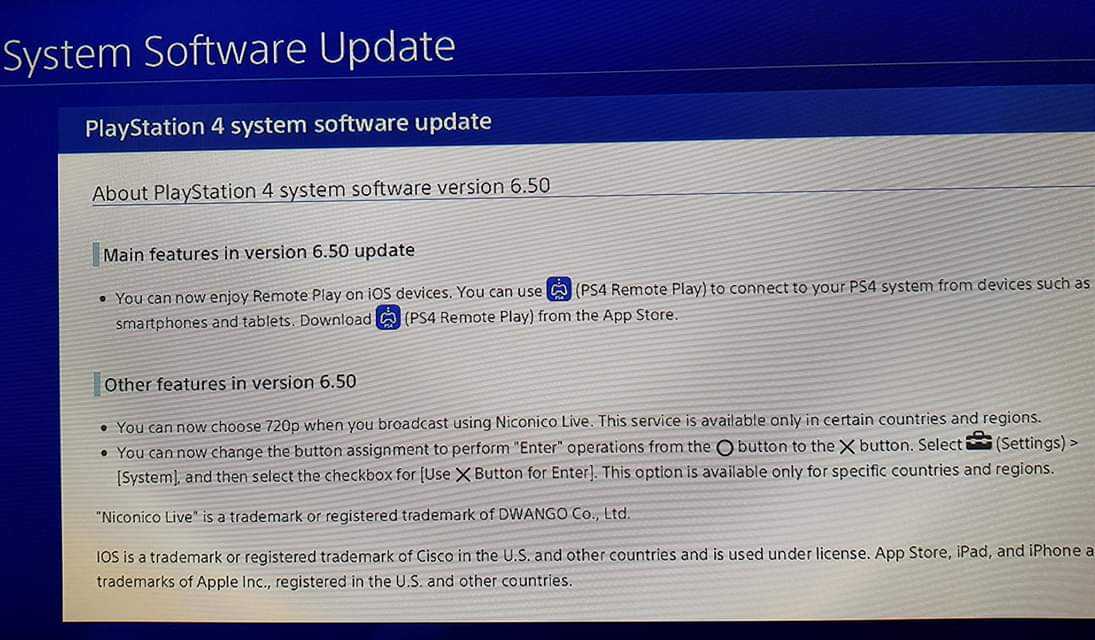 System Software Update
PlayStation 4 system software update
About PlayStation 4 system software version 6.50
Main features in version 6.50 update
• You can now enjoy Remote Play on iOS devices. You can use (PS4 Remote Play) to connect to your PS4 system from devices such as
smartphones and tablets. Download (PS4 Remote Play) from the App Store.
Other features in version 6.50
• You can now choose 720p when you broadcast using Niconico Live. This service is available only in certain countries and regions.
• You can now change the button assignment to perform "Enter" operations from the ◯ button to the ✕ button. Select (Settings) >
[System], and then select the checkbox for [Use ✕ Button for Enter]. This option is available only for specific countries and regions.
"Niconico Live" is a trademark or registered trademark of DWANGO Co., Ltd.
IOS is a trademark or registered trademark of Cisco in the U.S. and other countries and is used under license. App Store, iPad, and iPhone a
trademarks of Apple Inc., registered in the U.S. and other countries.